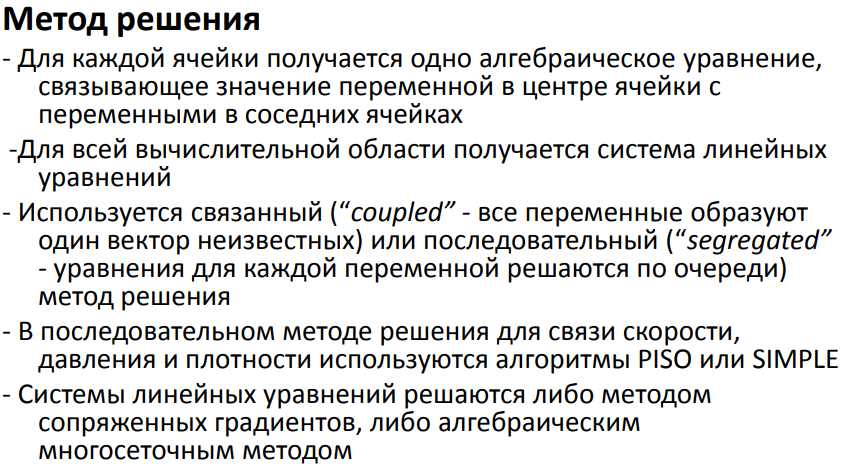 Метод решения
- Для каждой ячейки получается одно алгебраическое уравнение,
связывающее значение переменной в центре ячейки с
переменными в соседних ячейках
-Для всей вычислительной области получается система линейных
уравнений
- Используется связанный (“coupled” - все переменные образуют
один вектор неизвестных) или последовательный (“segregated”
- уравнения для каждой переменной решаются по очереди)
метод решения
- В последовательном методе решения для связи скорости,
давления и плотности используются алгоритмы PISO или SIMPLE
- Системы линейных уравнений решаются либо методом
сопряженных градиентов, либо алгебраическим
многосеточным методом